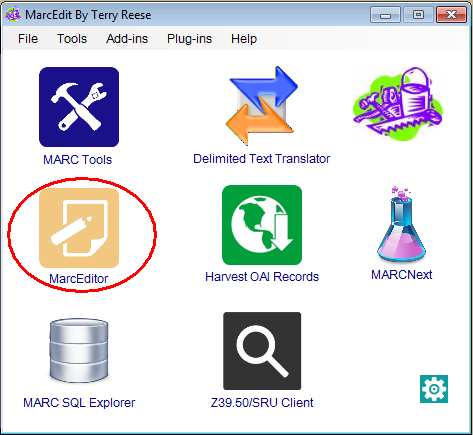 MarcEdit By Terry Reese
File Tools Add-ins Plug-ins Help
MARC Tools
Delimited Text Translator
MarcEditor
Harvest OAI Records
MARCNext
MARC SQL Explorer
Z39.50/SRU Client